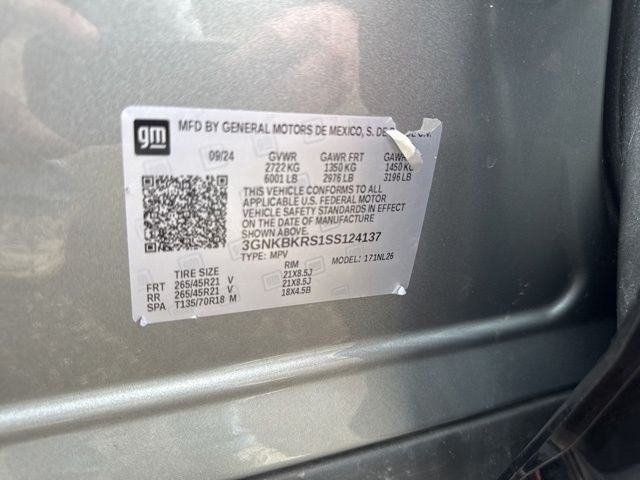 gm MFD BY GENERAL MOTORS DE MEXICO, S. DE
09/24 GVWR GAWR FRT GAWR
2722 KG 1350 KG 1450 KG
6001 LB 2976 LB 3196 LB
THIS VEHICLE CONFORMS TO ALL
APPLICABLE U.S. FEDERAL MOTOR
VEHICLE SAFETY STANDARDS IN EFFECT
ON THE DATE OF MANUFACTURE
SHOWN ABOVE.
3GNKBKRS1SS124137
TYPE: MPV MODEL: 171NL26
TIRE SIZE RIM
FRT 265/45R21 V 21X8.5J
RR 265/45R21 V 21X8.5J
SPA T135/70R18 M 18X4.5B